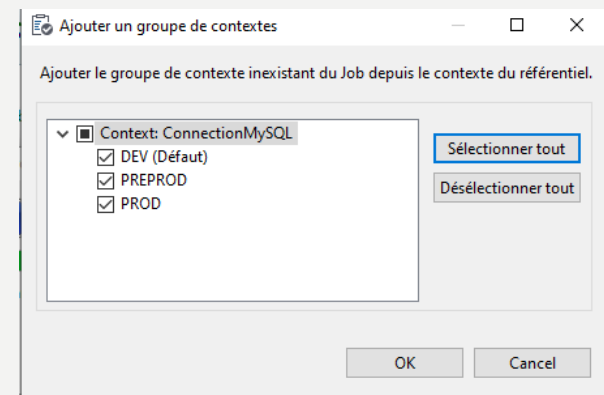 Ajouter un groupe de contextes
Ajouter le groupe de contexte inexistant du Job depuis le contexte du référentiel.
Context: ConnectionMySQL
DEV (Défaut)
PREPROD
PROD
Sélectionner tout
Désélectionner tout
OK
Cancel